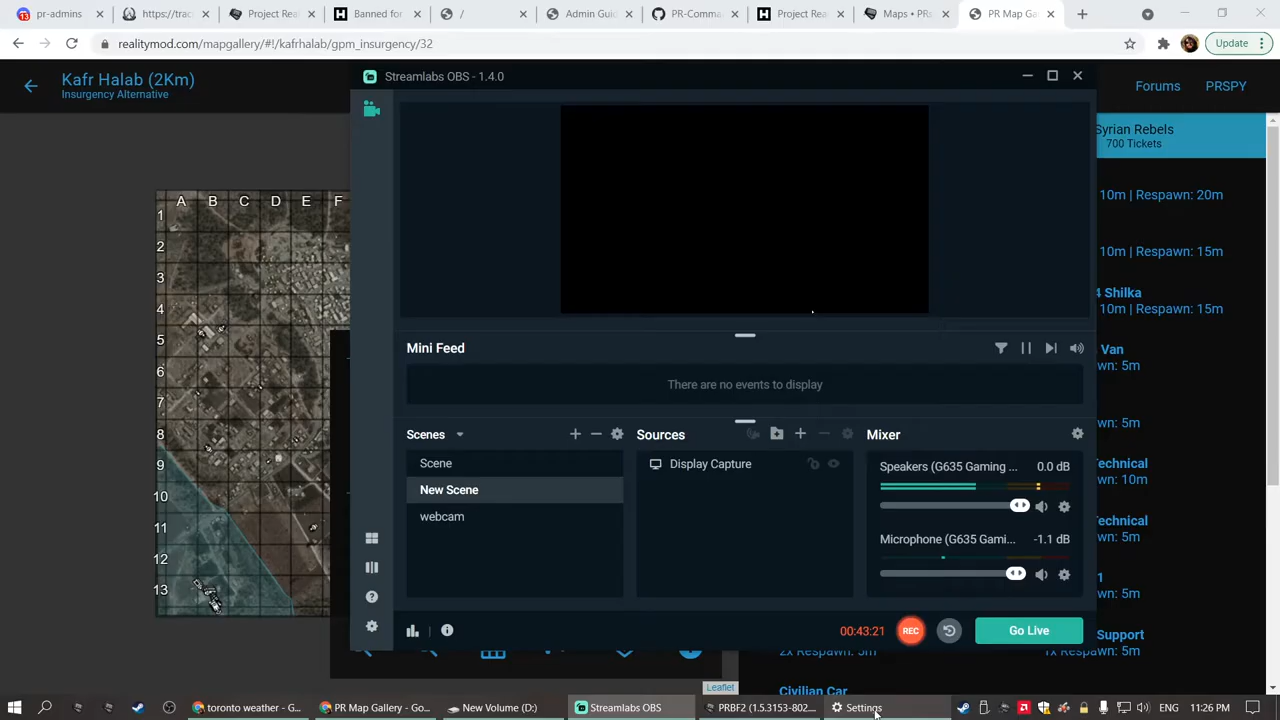 pr-admins
https://trac
Project Rea
Banned for
/
Admin Guid
PR-Comma
Project Rea
Maps • PR
PR Map Ga
realitymod.com/mapgallery/#!/kafrhalab/gpm_insurgency/32
Update
Kafr Halab (2Km)
Insurgency Alternative
Forums
PRSPY
Streamlabs OBS - 1.4.0
Syrian Rebels
700 Tickets
10m | Respawn: 20m
10m | Respawn: 15m
4 Shilka
10m | Respawn: 15m
Van
wn: 5m
wn: 5m
Technical
wn: 10m
Technical
wn: 5m
1
wn: 5m
Support
2x Respawn: 5m
1x Respawn: 5m
Civilian Car
A B C D E F
1
2
3
4
5
6
7
8
9
10
11
12
13
Mini Feed
There are no events to display
Scenes
Sources
Mixer
Scene
New Scene
webcam
Display Capture
Speakers (G635 Gaming ...
0.0 dB
Microphone (G635 Gami...
-1.1 dB
00:43:21
REC
Go Live
Leaflet
toronto weather - G...
PR Map Gallery - Go...
New Volume (D:)
Streamlabs OBS
PRBF2 (1.5.3153-802...
Settings
ENG
11:26 PM